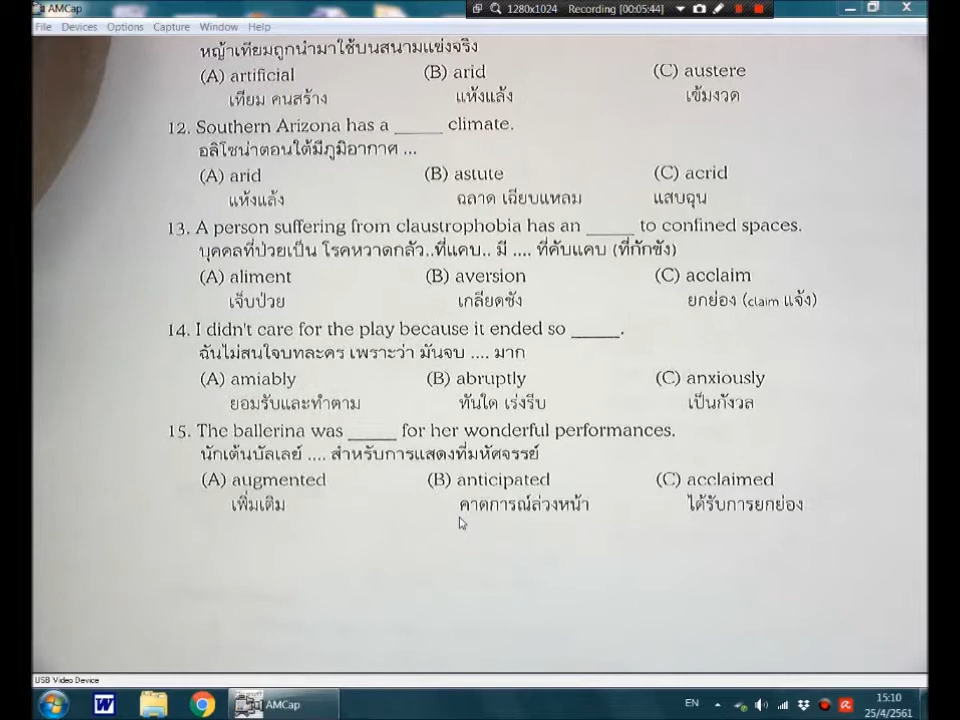 AMCap
1280x1024 Recording [00:05:44]
File Devices Options Capture Window Help
หญ้าเทียมถูกนำมาใช้บนสนามแข่งจริง
(A) artificial (B) arid (C) austere
เทียม คนสร้าง แห้งแล้ง เข้มงวด
12. Southern Arizona has a _____ climate.
อลิโซน่าตอนใต้มีภูมิอากาศ ...
(A) arid (B) astute (C) acrid
แห้งแล้ง ฉลาด เฉียบแหลม แสบฉุน
13. A person suffering from claustrophobia has an _____ to confined spaces.
บุคคลที่ป่วยเป็น โรคหวาดกลัว..ที่แคบ.. มี .... ที่คับแคบ (ที่กักขัง)
(A) aliment (B) aversion (C) acclaim
เจ็บป่วย เกลียดชัง ยกย่อง (claim แจ้ง)
14. I didn't care for the play because it ended so _____.
ฉันไม่สนใจบทละคร เพราะว่า มันจบ .... มาก
(A) amiably (B) abruptly (C) anxiously
ยอมรับและทำตาม ทันใด เร่งรีบ เป็นกังวล
15. The ballerina was _____ for her wonderful performances.
นักเต้นบัลเลย์ .... สำหรับการแสดงที่มหัศจรรย์
(A) augmented (B) anticipated (C) acclaimed
เพิ่มเติม คาดการณ์ล่วงหน้า ได้รับการยกย่อง
USB Video Device
AMCap
EN
15:10
25/4/2561